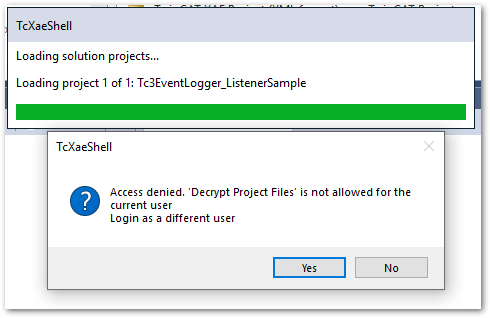 TcXaeShell
Loading solution projects...
Loading project 1 of 1: Tc3EventLogger_ListenerSample
TcXaeShell
Access denied. 'Decrypt Project Files' is not allowed for the
current user
Login as a different user
Yes
No